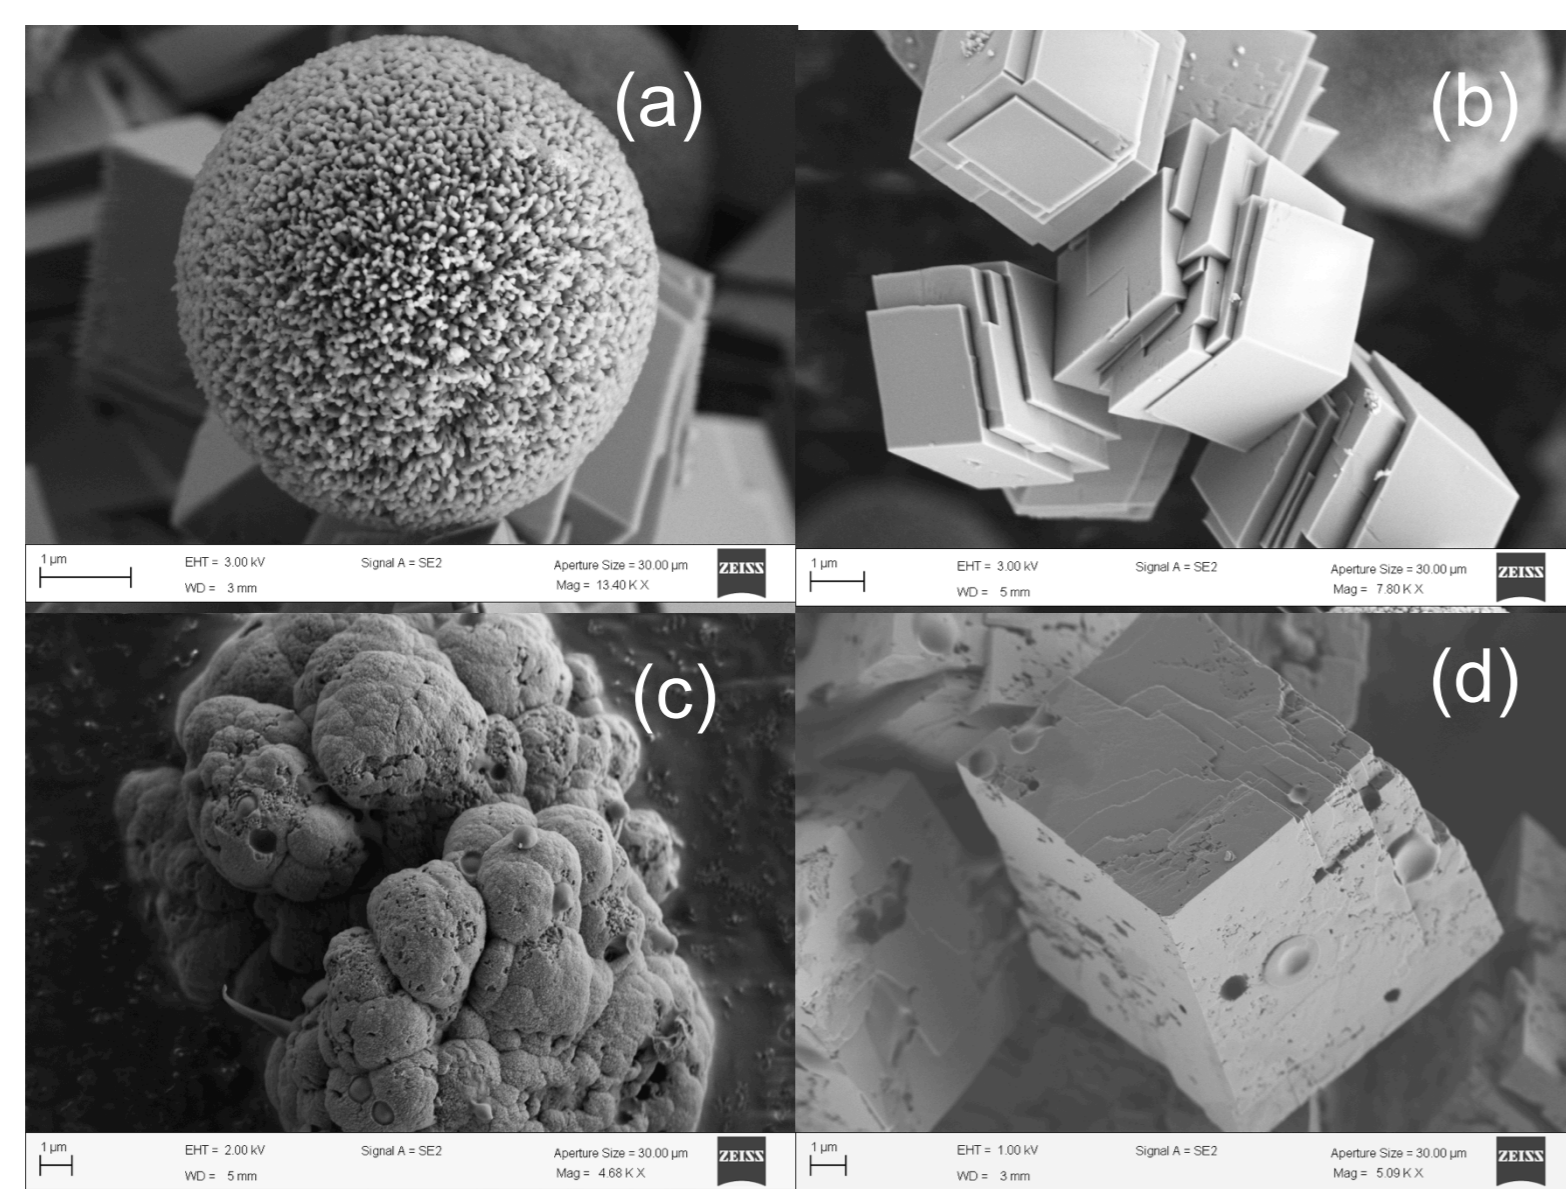 (a)
1 µm
EHT = 3.00 kV
Signal A = SE2
Aperture Size = 30.00 µm
ZEISS
WD = 3 mm
Mag = 13.40 K X
(b)
1 µm
EHT = 3.00 kV
Signal A = SE2
Aperture Size = 30.00 µm
ZEISS
WD = 5 mm
Mag = 7.80 K X
(c)
1 µm
EHT = 2.00 kV
Signal A = SE2
Aperture Size = 30.00 µm
ZEISS
WD = 5 mm
Mag = 4.68 K X
(d)
1 µm
EHT = 1.00 kV
Signal A = SE2
Aperture Size = 30.00 µm
ZEISS
WD = 3 mm
Mag = 5.09 K X